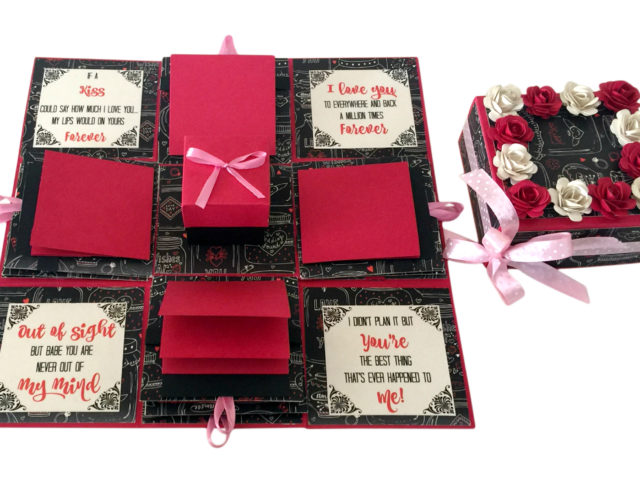 IF A
Kiss
COULD SAY HOW MUCH I LOVE YOU...
MY LIPS WOULD ON YOURS
Forever
I love you
TO EVERYWHERE AND BACK
A MILLION TIMES
Forever
Out of sight
BUT BABE YOU ARE
NEVER OUT OF
My mind
I DIDN'T PLAN IT BUT
You're
THE BEST THING
THAT'S EVER HAPPENED TO
me!